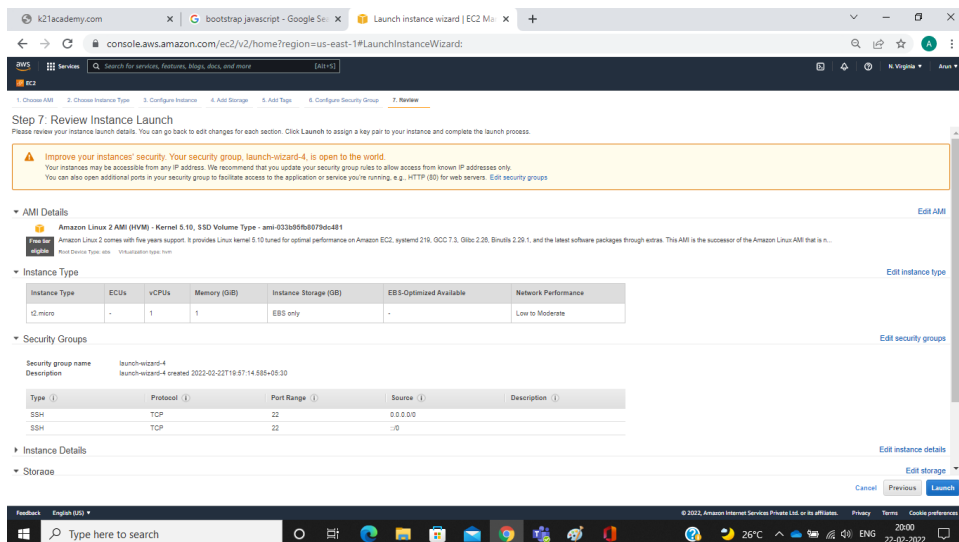 k21academy.com
bootstrap javascript - Google Se
Launch instance wizard | EC2 Ma
console.aws.amazon.com/ec2/v2/home?region=us-east-1#LaunchInstanceWizard:
A
aws Services Search for services, features, blogs, docs, and more [Alt+S] N. Virginia ▼ Arun ▼
EC2
1. Choose AMI 2. Choose Instance Type 3. Configure Instance 4. Add Storage 5. Add Tags 6. Configure Security Group 7. Review
Step 7: Review Instance Launch
Please review your instance launch details. You can go back to edit changes for each section. Click Launch to assign a key pair to your instance and complete the launch process.
Improve your instances' security. Your security group, launch-wizard-4, is open to the world.
Your instances may be accessible from any IP address. We recommend that you update your security group rules to allow access from known IP addresses only.
You can also open additional ports in your security group to facilitate access to the application or service you're running, e.g., HTTP (80) for web servers. Edit security groups
AMI Details Edit AMI
Amazon Linux 2 AMI (HVM) - Kernel 5.10, SSD Volume Type - ami-033b95fb8079dc481
Free tier eligible
Amazon Linux 2 comes with five years support. It provides Linux kernel 5.10 tuned for optimal performance on Amazon EC2, systemd 219, GCC 7.3, Glibc 2.26, Binutils 2.29.1, and the latest software packages through extras. This AMI is the successor of the Amazon Linux AMI that is n...
Root Device Type: ebs Virtualization type: hvm
Instance Type Edit instance type
Instance Type ECUs vCPUs Memory (GiB) Instance Storage (GB) EBS-Optimized Available Network Performance
t2.micro - 1 1 EBS only - Low to Moderate
Security Groups Edit security groups
Security group name launch-wizard-4
Description launch-wizard-4 created 2022-02-22T19:57:14.585+05:30
Type Protocol Port Range Source Description
SSH TCP 22 0.0.0.0/0
SSH TCP 22 ::/0
Instance Details Edit instance details
Storage Edit storage
Cancel Previous Launch
Feedback English (US) ▼ © 2022, Amazon Internet Services Private Ltd. or its affiliates. Privacy Terms Cookie preferences
Type here to search 26°C ENG 20:00
22-02-2022